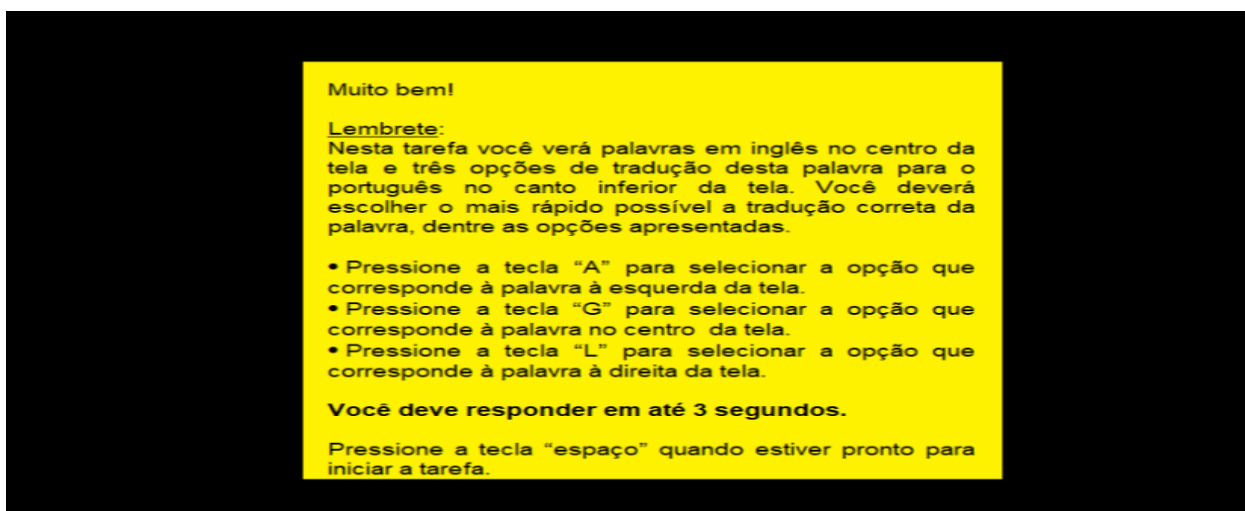 Muito bem!
Lembrete:
Nesta tarefa você verá palavras em inglês no centro da
tela e três opções de tradução desta palavra para o
português no canto inferior da tela. Você deverá
escolher o mais rápido possível a tradução correta da
palavra, dentre as opções apresentadas.
• Pressione a tecla “A” para selecionar a opção que
corresponde à palavra à esquerda da tela.
• Pressione a tecla “G” para selecionar a opção que
corresponde à palavra no centro da tela.
• Pressione a tecla “L” para selecionar a opção que
corresponde à palavra à direita da tela.
Você deve responder em até 3 segundos.
Pressione a tecla “espaço” quando estiver pronto para
iniciar a tarefa.